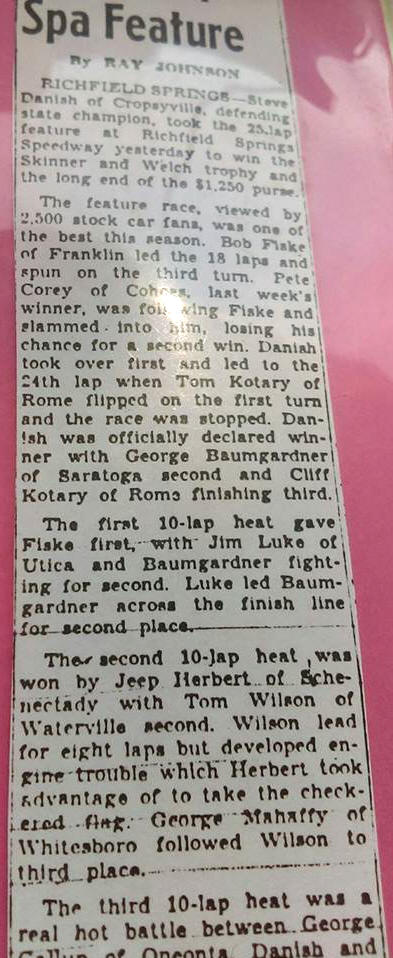 Spa Feature
By RAY JOHNSON
RICHFIELD SPRINGS—Steve
Danish of Cropseyville, defending
state champion, took the 25-lap
feature at Richfield Springs
Speedway yesterday to win the
Skinner and Welch trophy and
the long end of the $1,250 purse.
The feature race, viewed by
2,500 stock car fans, was one of
the best this season. Bob Fiske
of Franklin led the 18 laps and
spun on the third turn. Pete
Corey of Cohoes, last week's
winner, was following Fiske and
slammed into him, losing his
chance for a second win. Danish
took over first and led to the
24th lap when Tom Kotary of
Rome flipped on the first turn
and the race was stopped. Dan-
ish was officially declared win-
ner with George Baumgardner
of Saratoga second and Cliff
Kotary of Rome finishing third.
The first 10-lap heat gave
Fiske first, with Jim Luke of
Utica and Baumgardner fight-
ing for second. Luke led Baum-
gardner across the finish line
for second place.
The second 10-lap heat was
won by Jeep Herbert of Sche-
nectady with Tom Wilson of
Waterville second. Wilson lead
for eight laps but developed en-
gine trouble which Herbert took
advantage of to take the check-
ered flag. George Mahaffy of
Whitesboro followed Wilson to
third place.
The third 10-lap heat was a
real hot battle between George
of Oneonta, Danish and